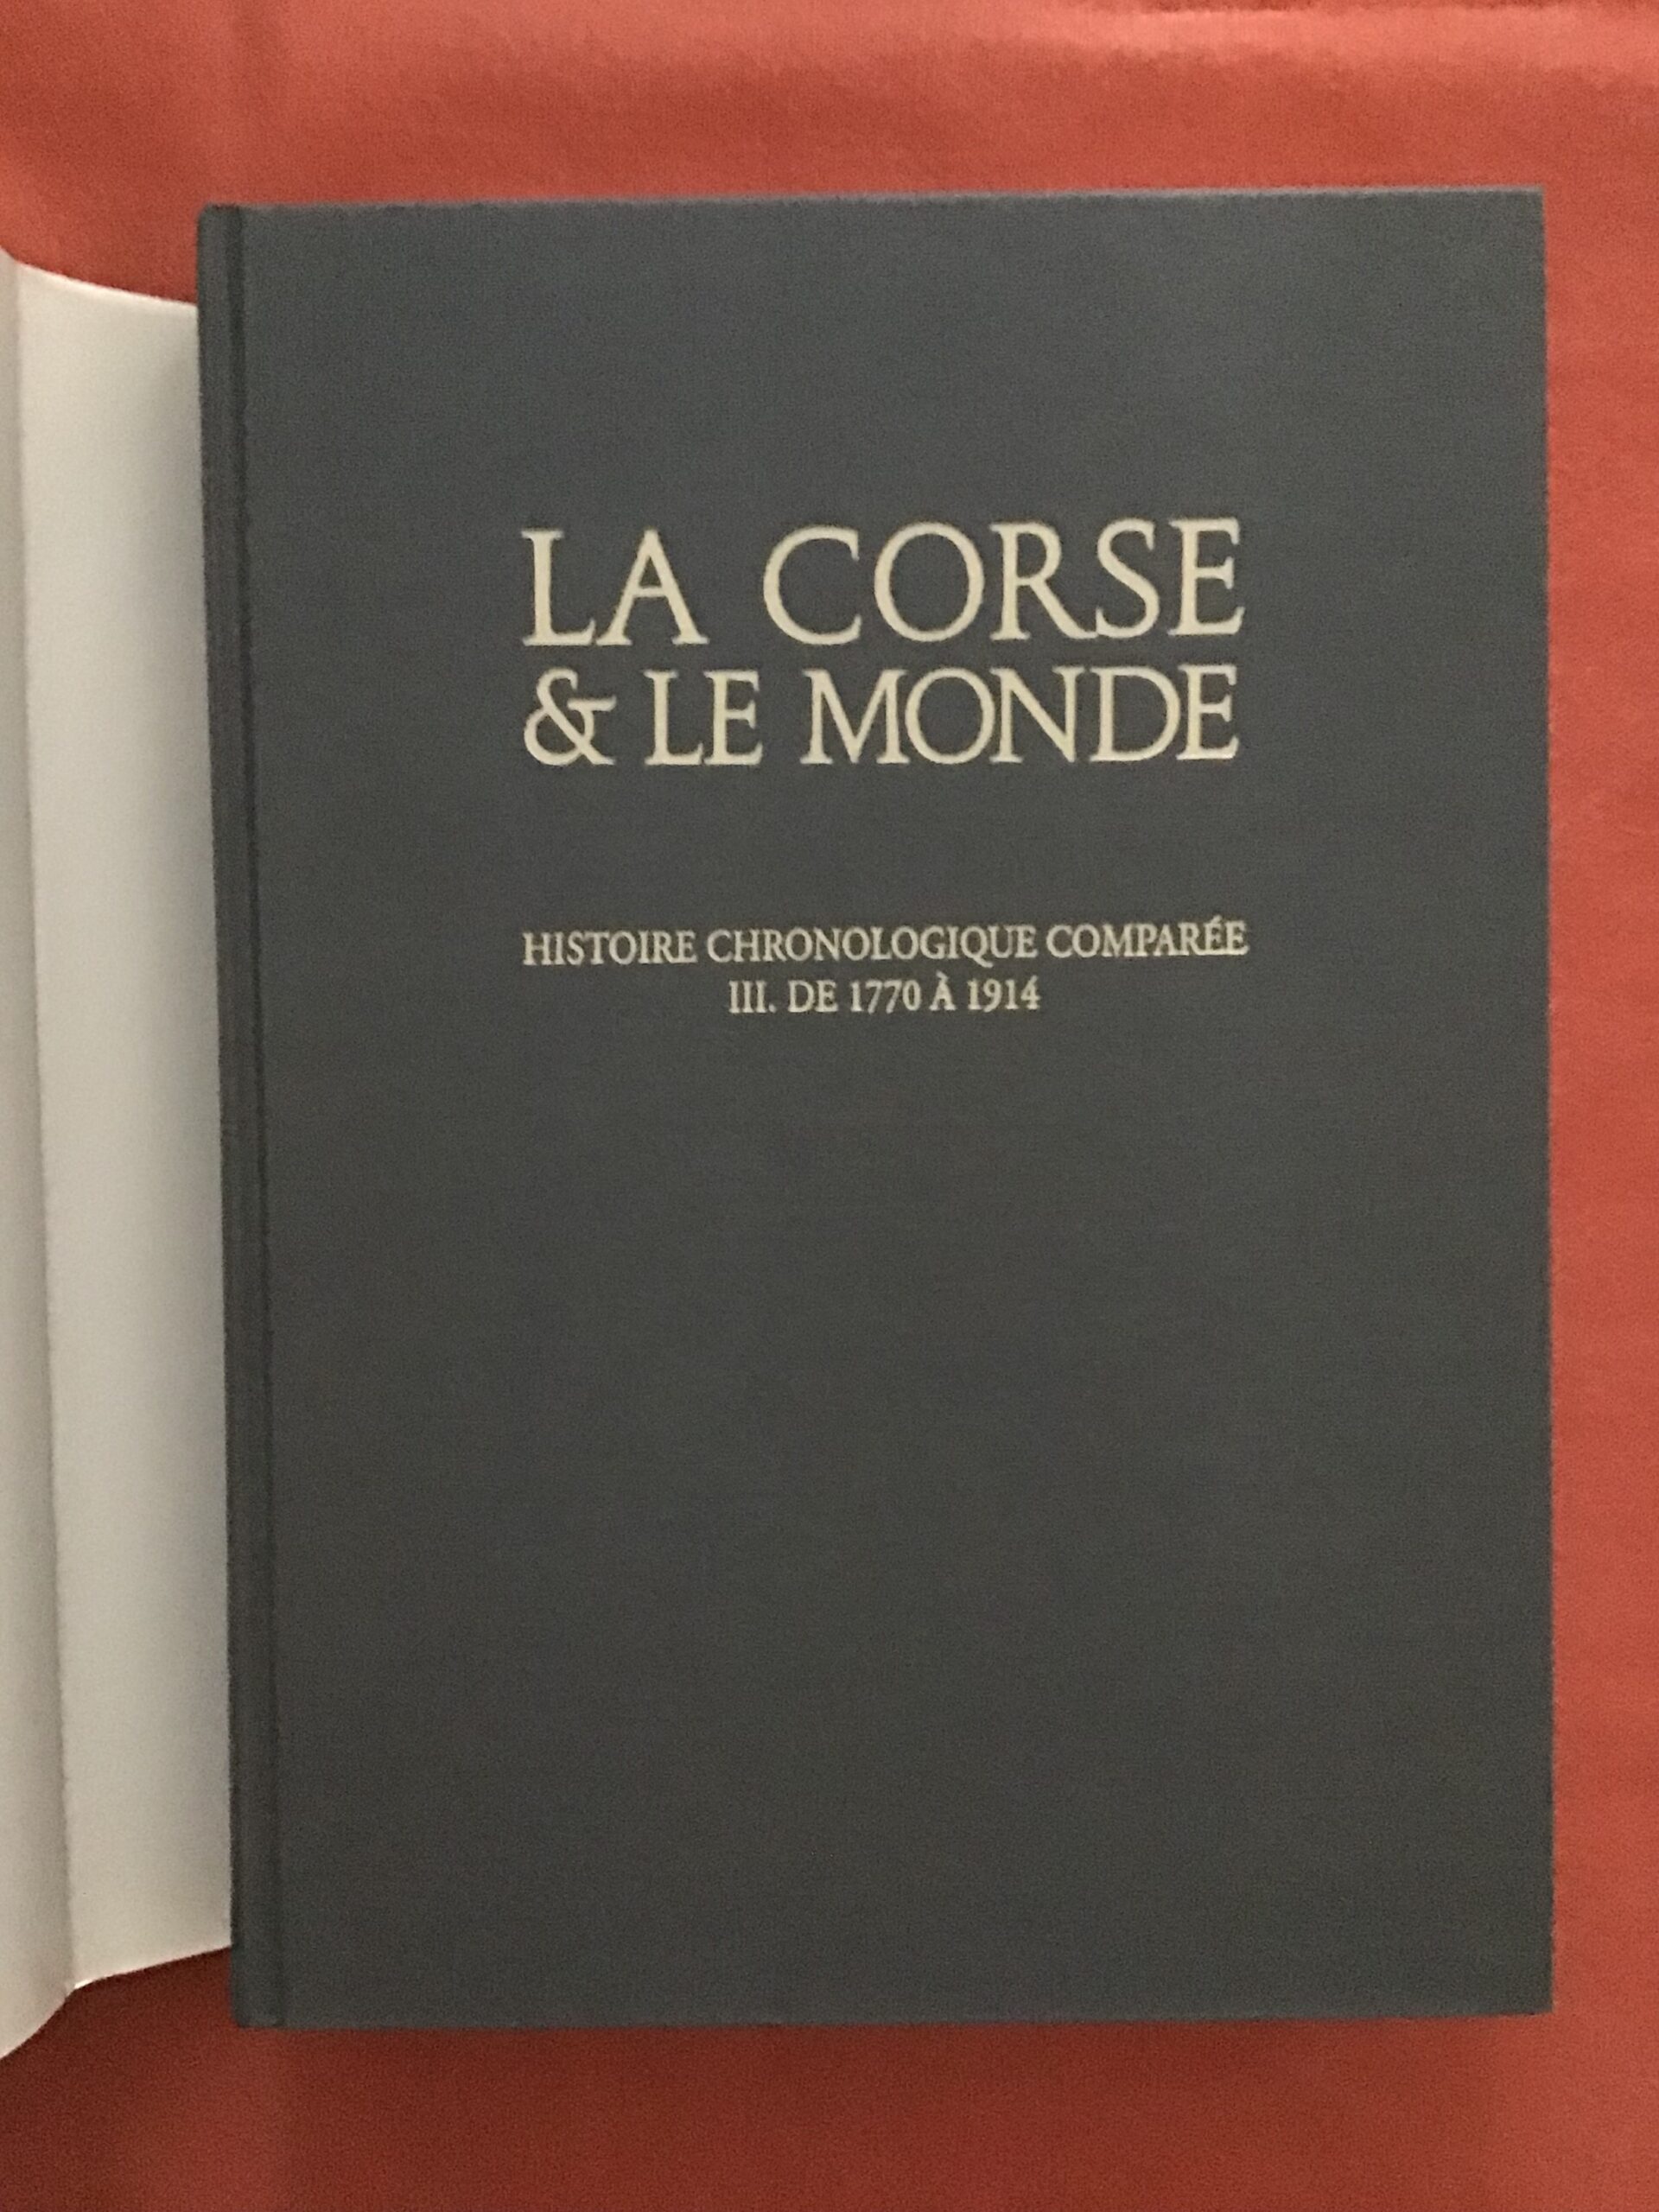 LA CORSE
& LE MONDE
HISTOIRE CHRONOLOGIQUE COMPARÉE
III. DE 1770 À 1914